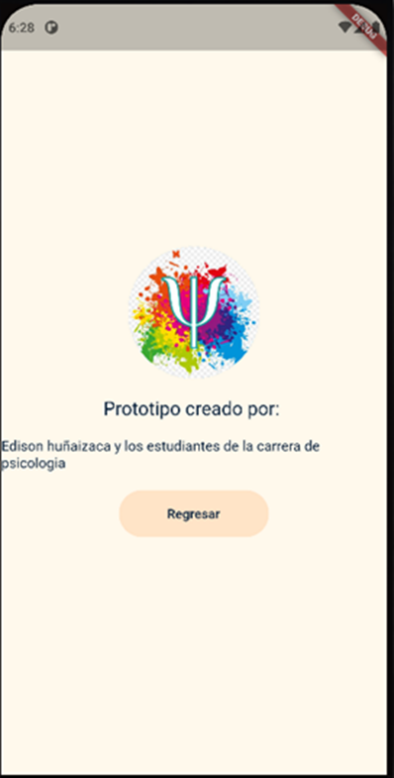 6:28
DEBUG
Ψ
Prototipo creado por:
Edison huñaizaca y los estudiantes de la carrera de
psicologia
Regresar